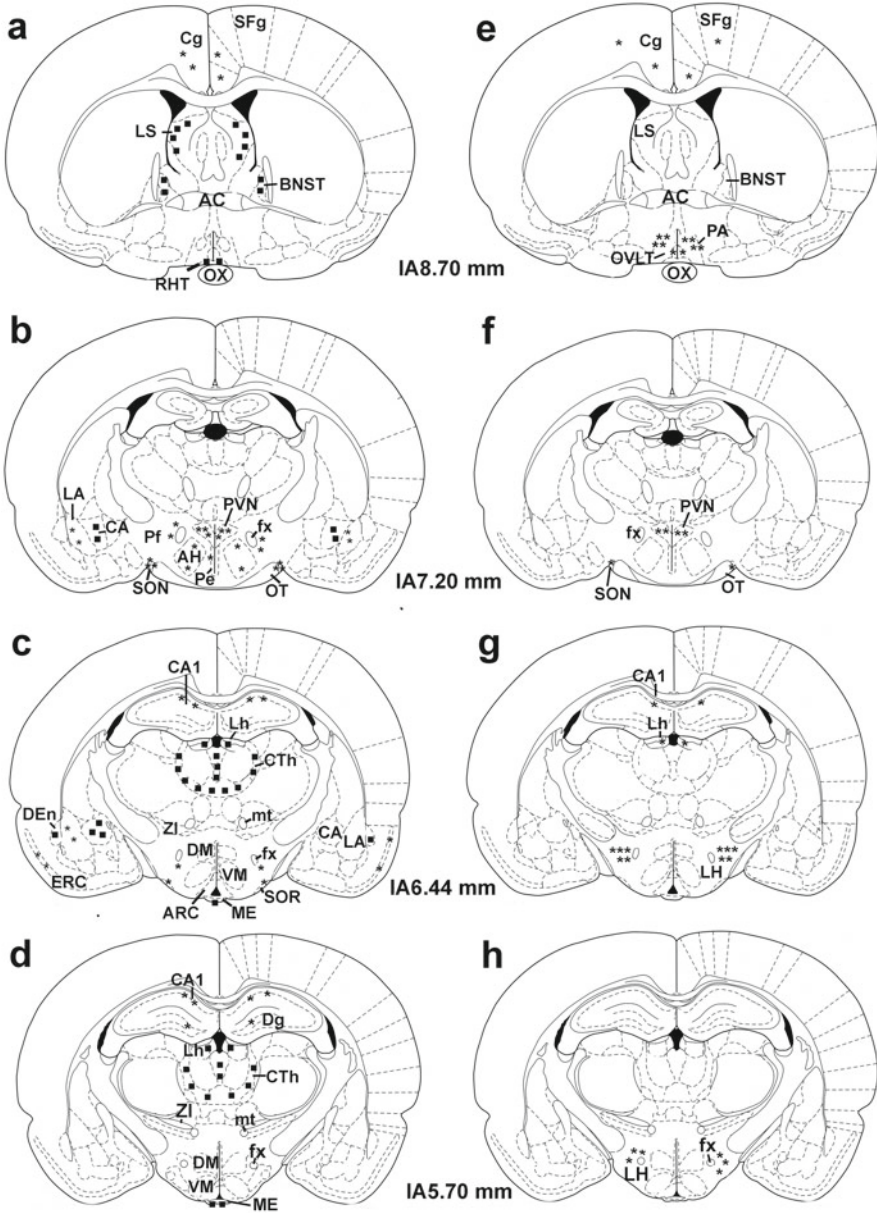 a
Cg
SFg
LS
BNST
AC
RHT
OX
e
Cg
SFg
LS
BNST
AC
PA
OVLT
OX
IA8.70 mm
b
LA
CA
Pf
PVN
fx
AH
Pe
SON
OT
f
PVN
fx
SON
OT
IA7.20 mm
c
CA1
Lh
CTh
DEn
ZI
mt
CA
LA
DM
fx
VM
ERC
ARC
ME
SOR
g
CA1
Lh
LH
IA6.44 mm
d
CA1
Dg
Lh
CTh
ZI
mt
DM
fx
VM
ME
h
fx
LH
IA5.70 mm